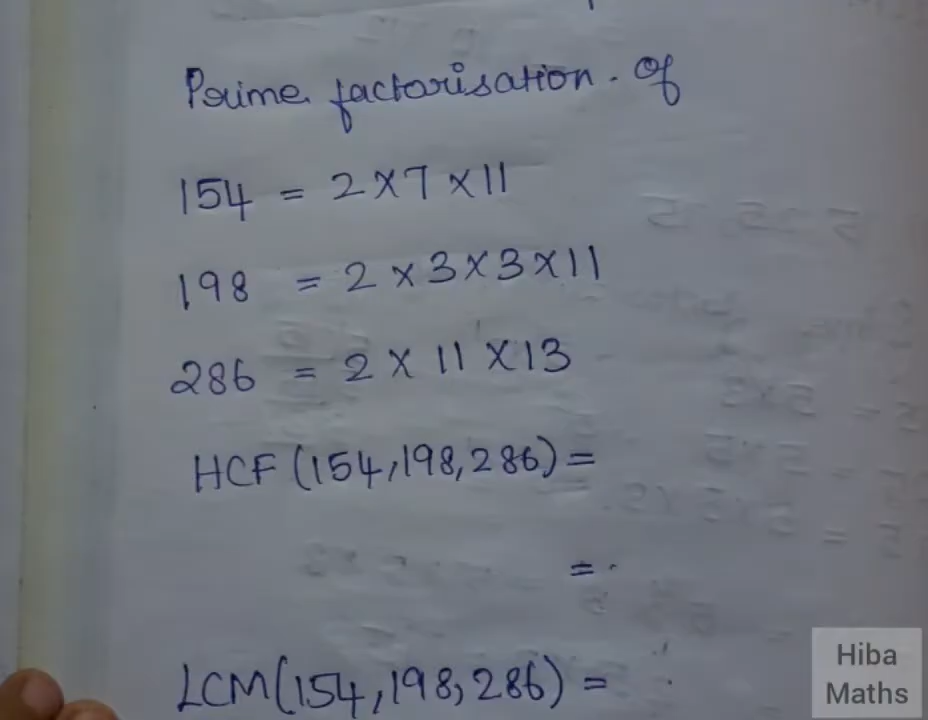 Prime factorisation. Of
154 = 2 × 7 × 11
198 = 2 × 3 × 3 × 11
286 = 2 × 11 × 13
HCF (154, 198, 286) =
= .
LCM (154, 198, 286) =
Hiba
Maths